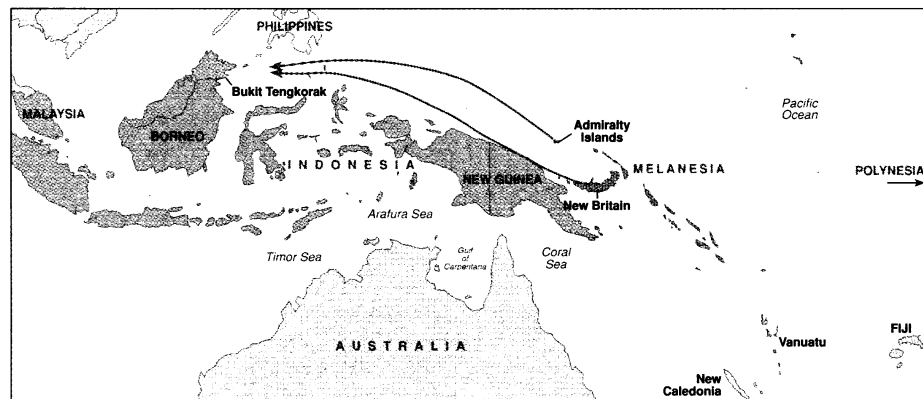 PHILIPPINES
Bukit Tengkorak
MALAYSIA
BORNEO
Pacific
Ocean
Admiralty
Islands
INDONESIA
MELANESIA
POLYNESIA
NEW GUINEA
New Britain
Arafura Sea
Timor Sea
Gulf
of
Carpentaria
Coral
Sea
AUSTRALIA
Vanuatu
FIJI
New
Caledonia